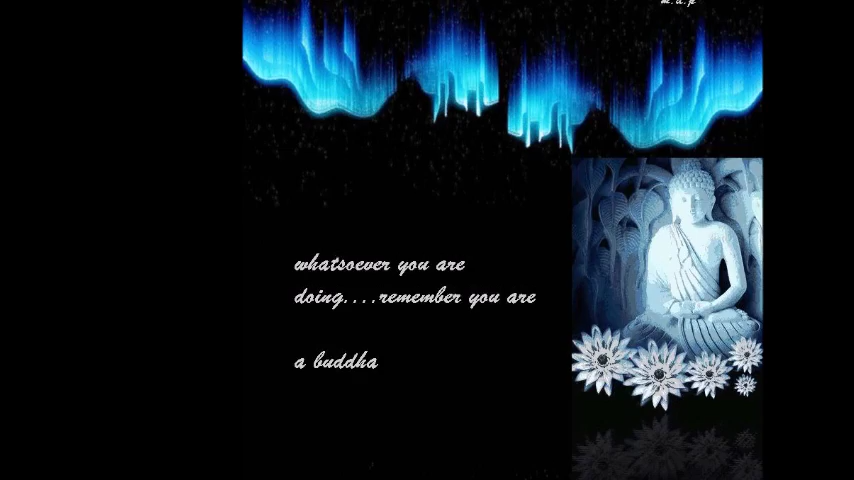 whatsoever you are
doing....remember you are
a buddha